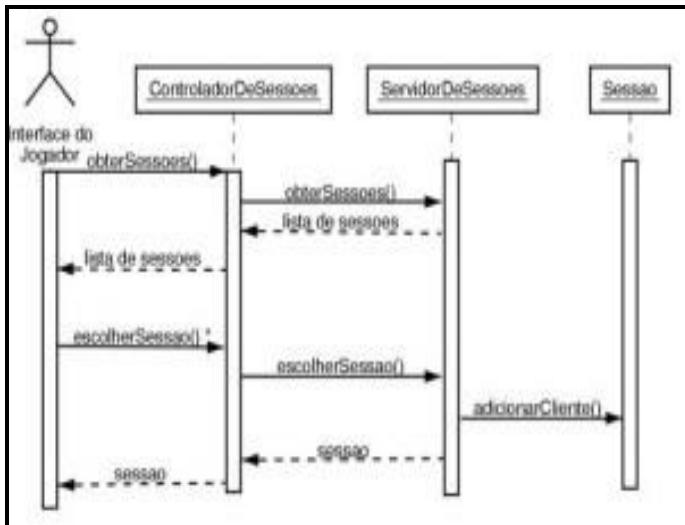 ControladorDeSessoes
ServidorDeSessoes
Sessao
Interface do
Jogador
obterSessoes()
obterSessoes()
lista de sessoes
lista de sessoes
escolherSessao() *
escolherSessao()
adicionarCliente()
sessao
sessao